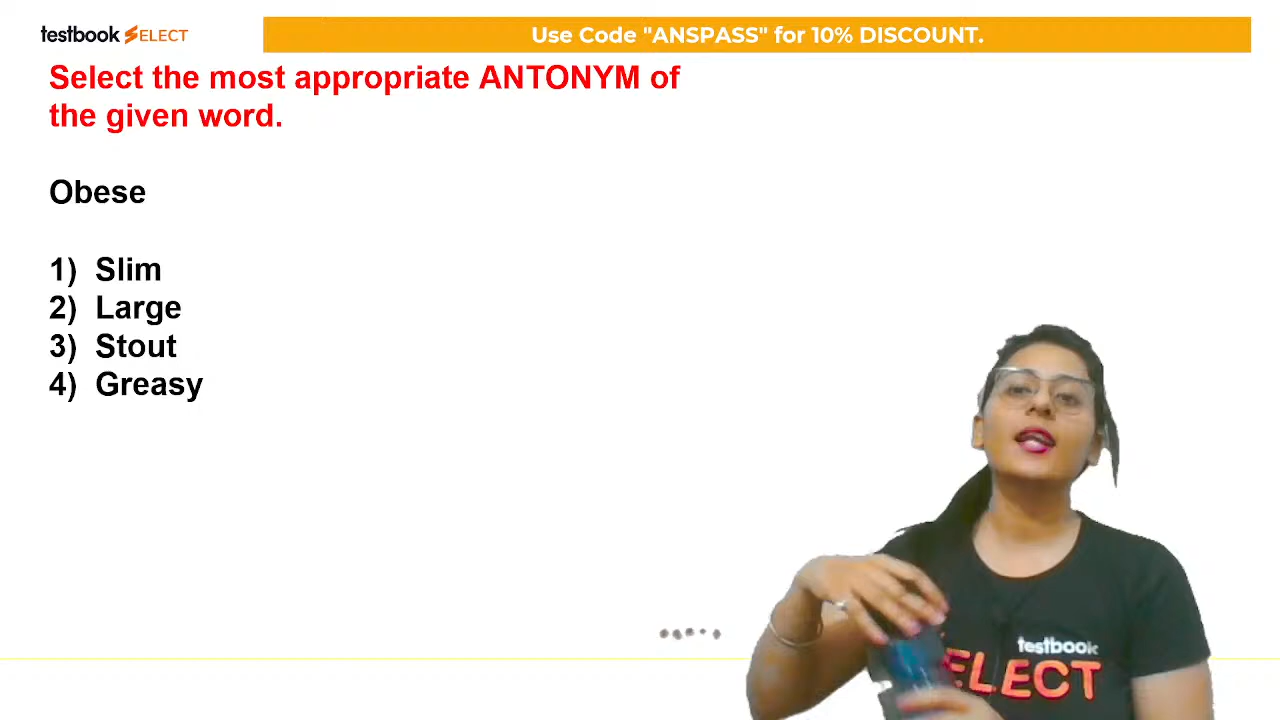 testbook SELECT
Use Code "ANSPASS" for 10% DISCOUNT.
Select the most appropriate ANTONYM of
the given word.
Obese
1) Slim
2) Large
3) Stout
4) Greasy
testbook
SELECT